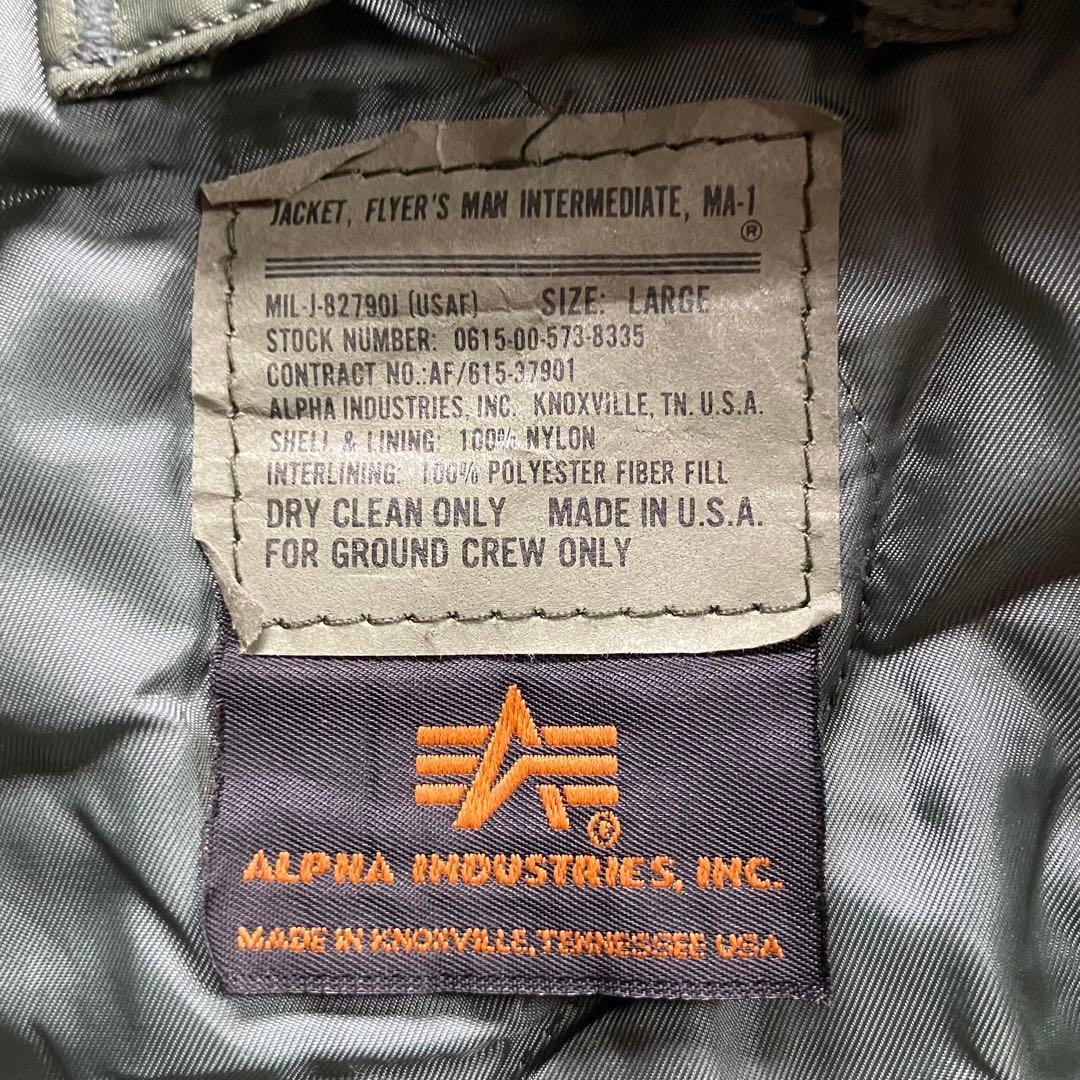 JACKET, FLYER'S MAN INTERMEDIATE, MA-1
®
MIL-J-82790J (USAF) SIZE: LARGE
STOCK NUMBER: 0615-00-573-8335
CONTRACT NO.:AF/615-37901
ALPHA INDUSTRIES, INC. KNOXVILLE, TN. U.S.A.
SHELL & LINING: 100% NYLON
INTERLINING: 100% POLYESTER FIBER FILL
DRY CLEAN ONLY MADE IN U.S.A.
FOR GROUND CREW ONLY
®
ALPHA INDUSTRIES, INC.
MADE IN KNOXVILLE, TENNESSEE USA